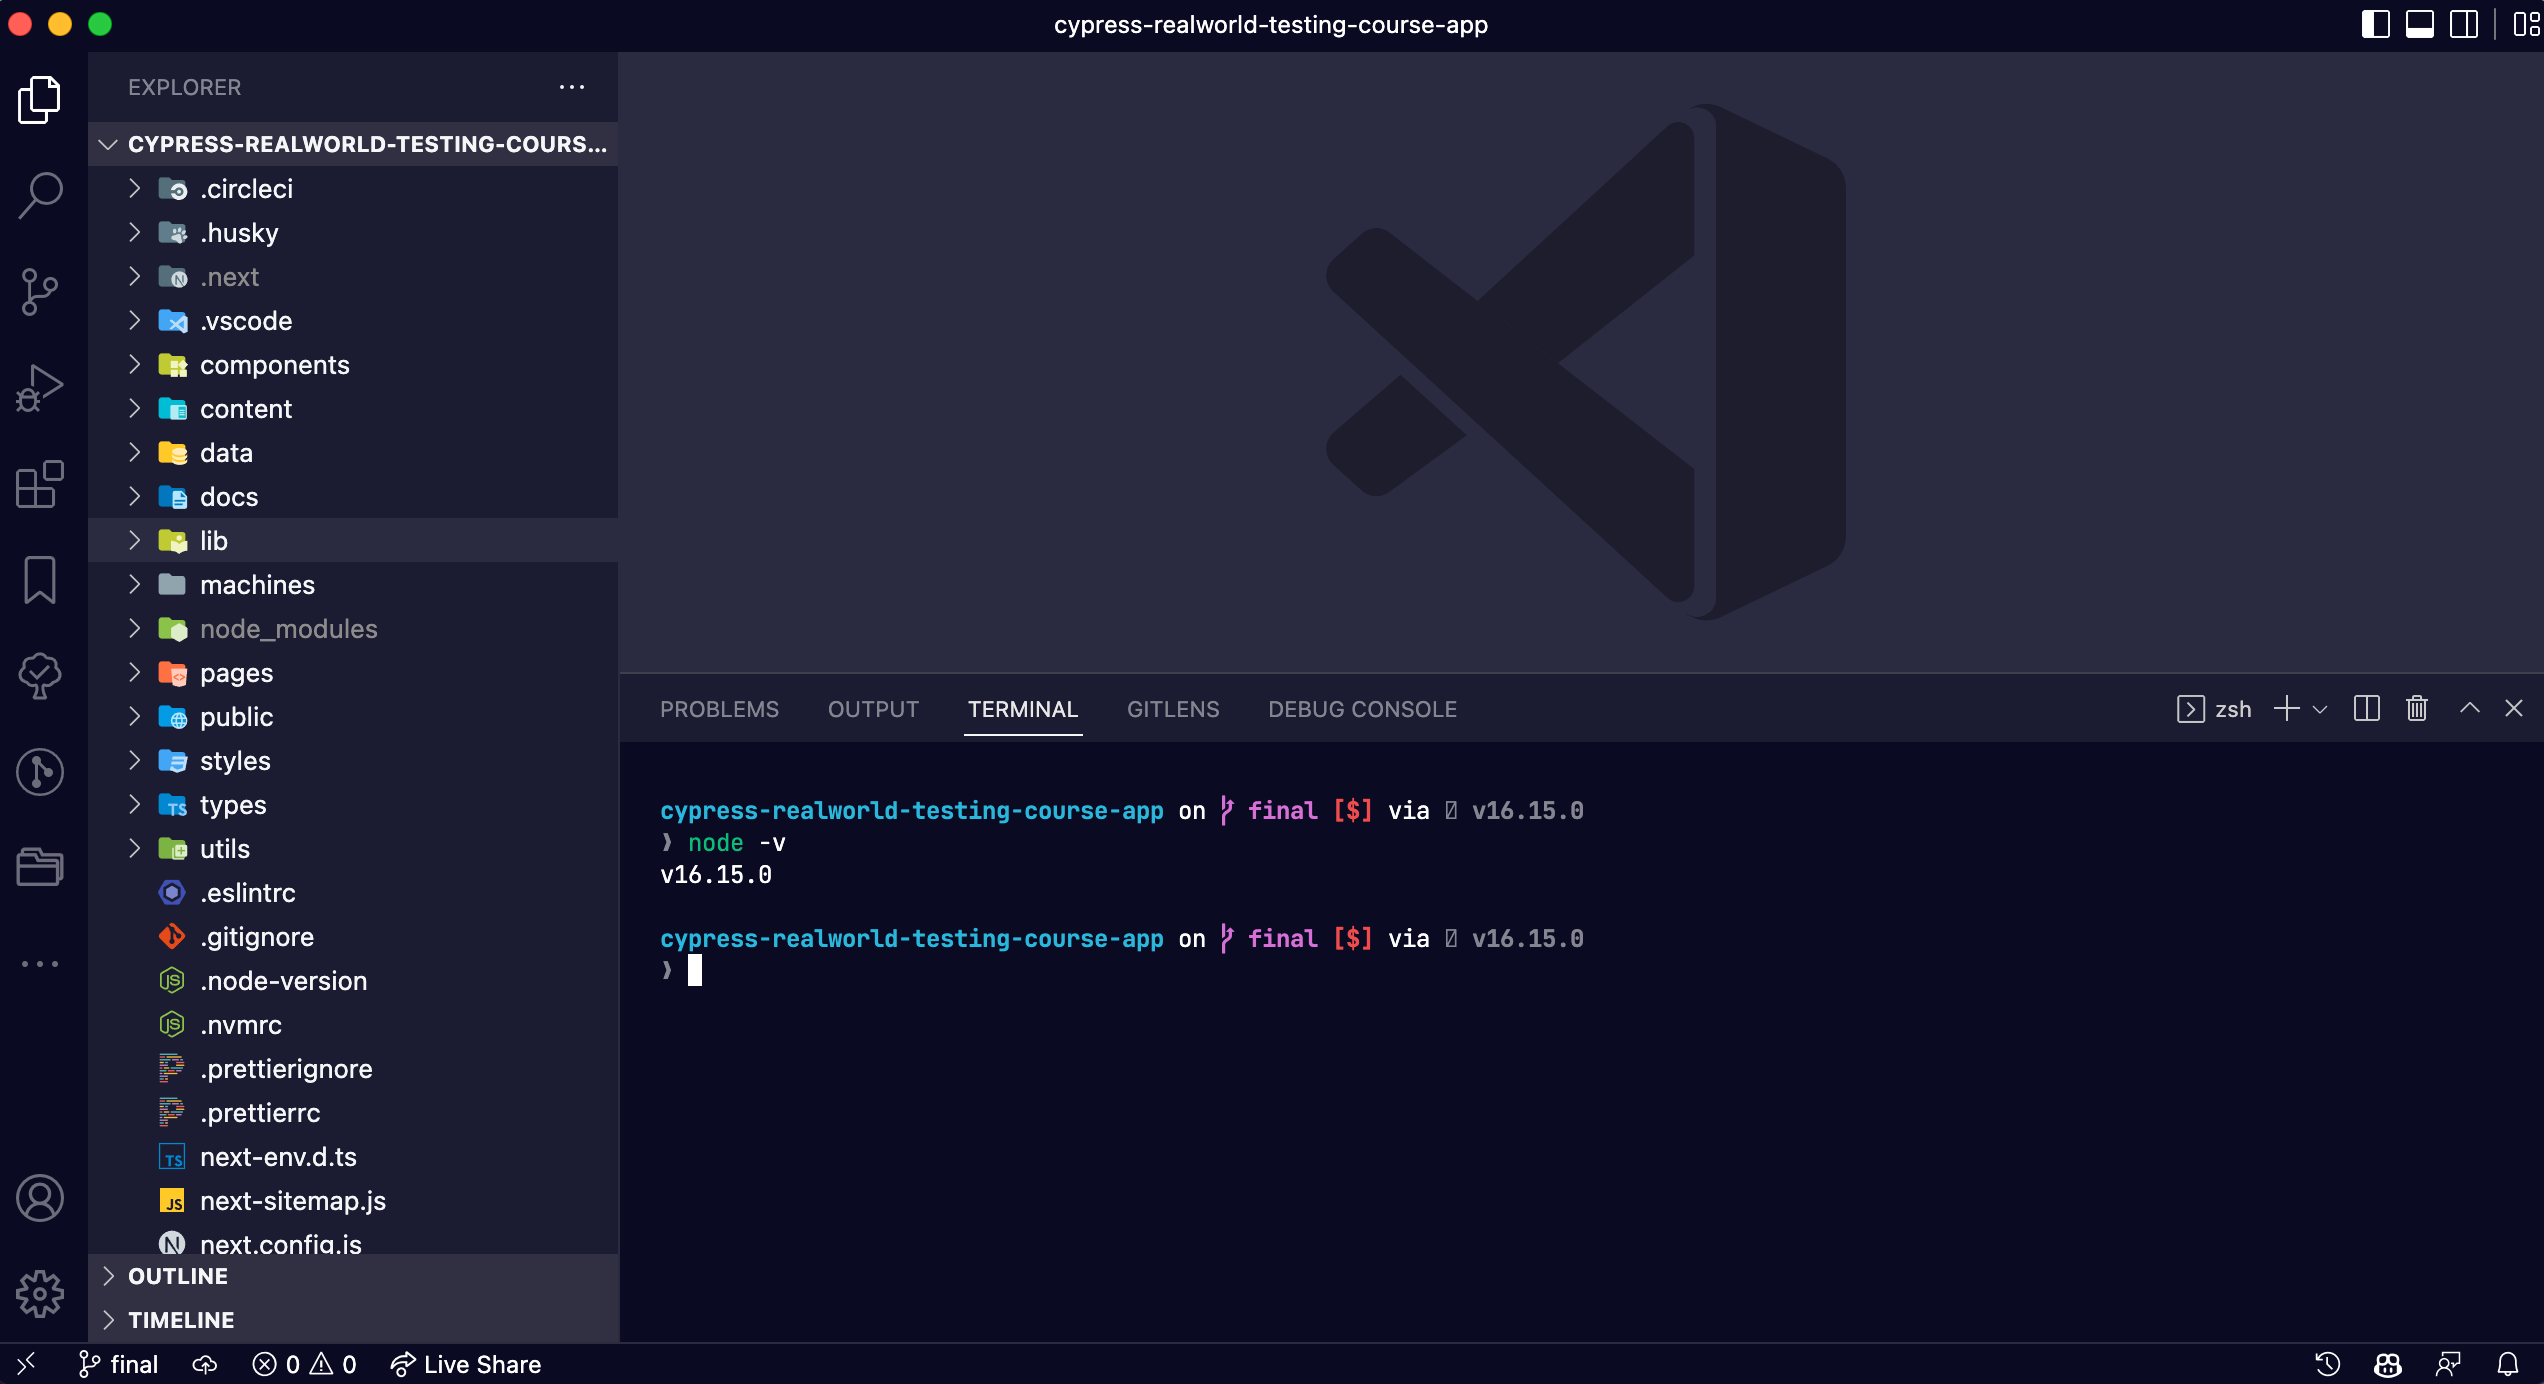 cypress-realworld-testing-course-app
EXPLORER
CYPRESS-REALWORLD-TESTING-COURS...
.circleci
.husky
.next
.vscode
components
content
data
docs
lib
machines
node_modules
pages
public
styles
types
utils
.eslintrc
.gitignore
.node-version
.nvmrc
.prettierignore
.prettierrc
next-env.d.ts
next-sitemap.js
next.config.js
OUTLINE
TIMELINE
PROBLEMS OUTPUT TERMINAL GITLENS DEBUG CONSOLE zsh
cypress-realworld-testing-course-app on final [$] via v16.15.0
❯ node -v
v16.15.0
cypress-realworld-testing-course-app on final [$] via v16.15.0
❯
final 0 0 Live Share